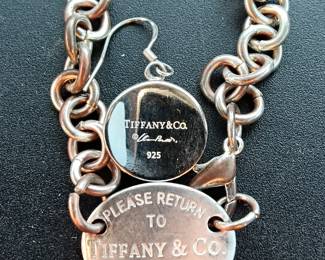 TIFFANY & CO.
©
925
PLEASE RETURN
TO
TIFFANY & CO.